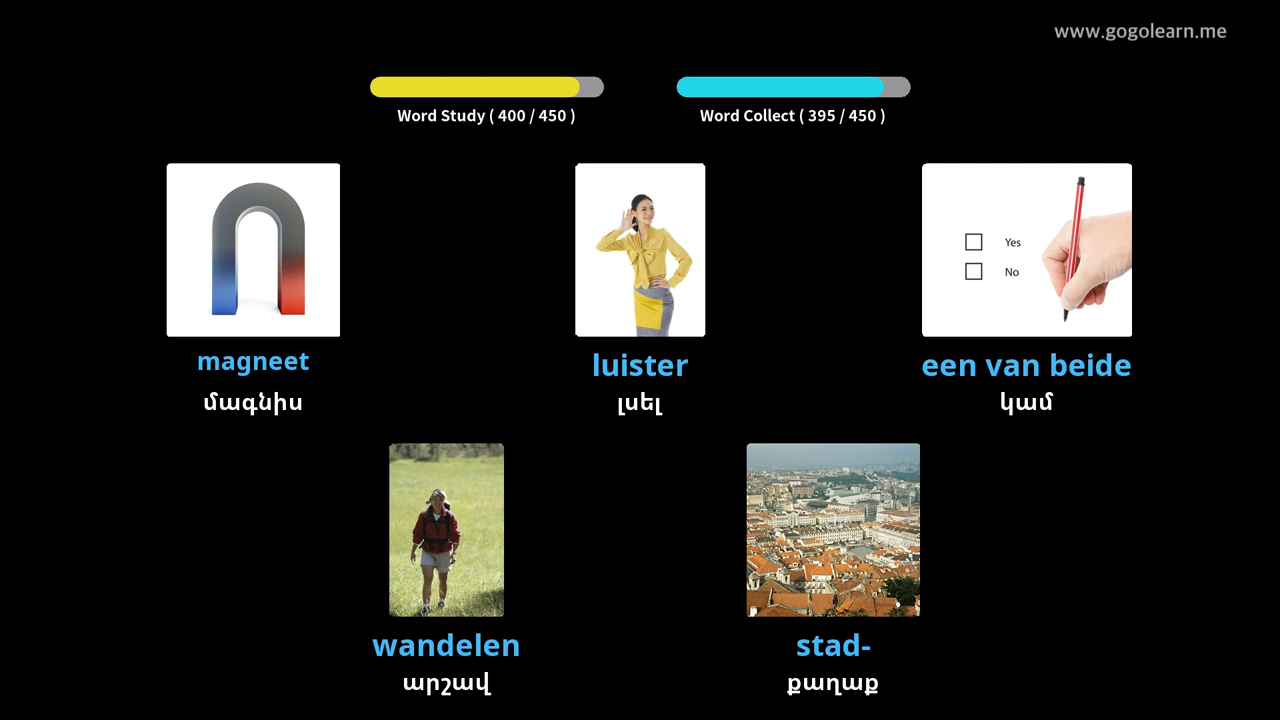 www.gogolearn.me
Word Study ( 400 / 450 )
Word Collect ( 395 / 450 )
Yes
No
magneet
luister
een van beide
մագնիս
լսել
կամ
wandelen
stad-
արշավ
քաղաք